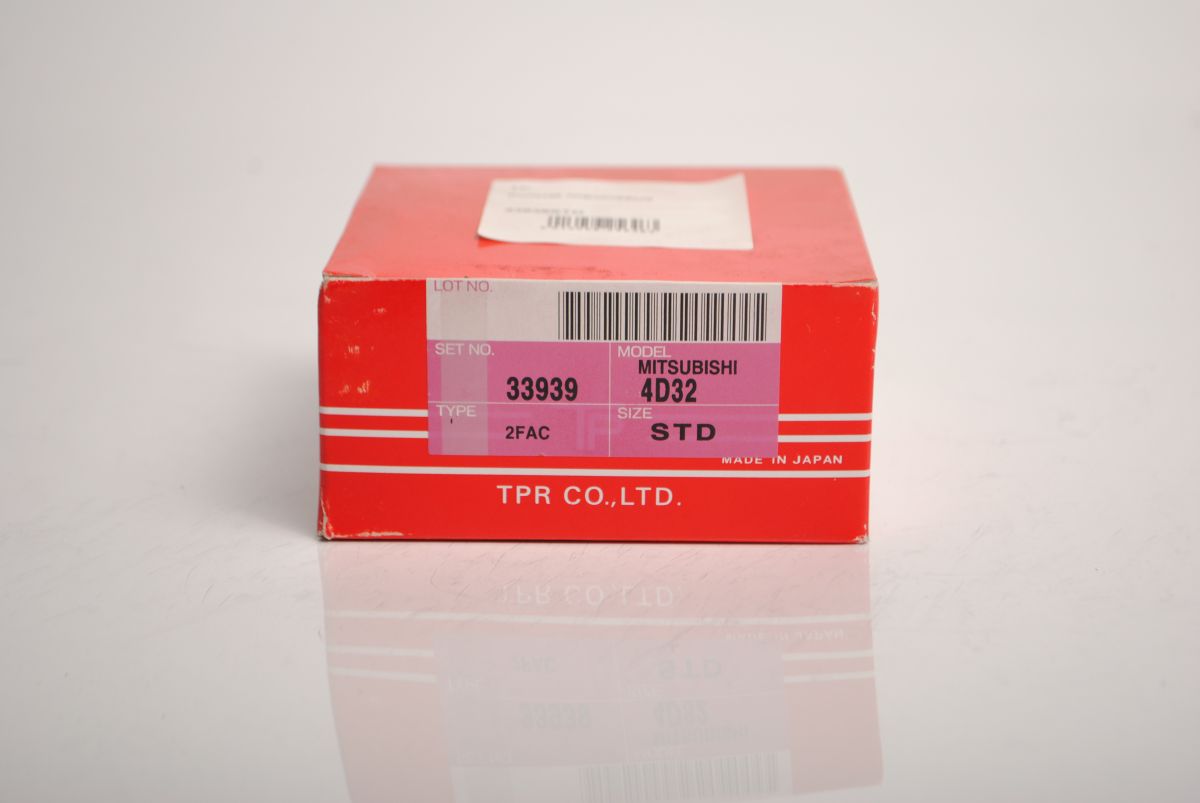 LOT NO.
SET NO.
33939
MODEL
MITSUBISHI
4D32
TYPE
2FAC
SIZE
STD
MADE IN JAPAN
TPR CO.,LTD.